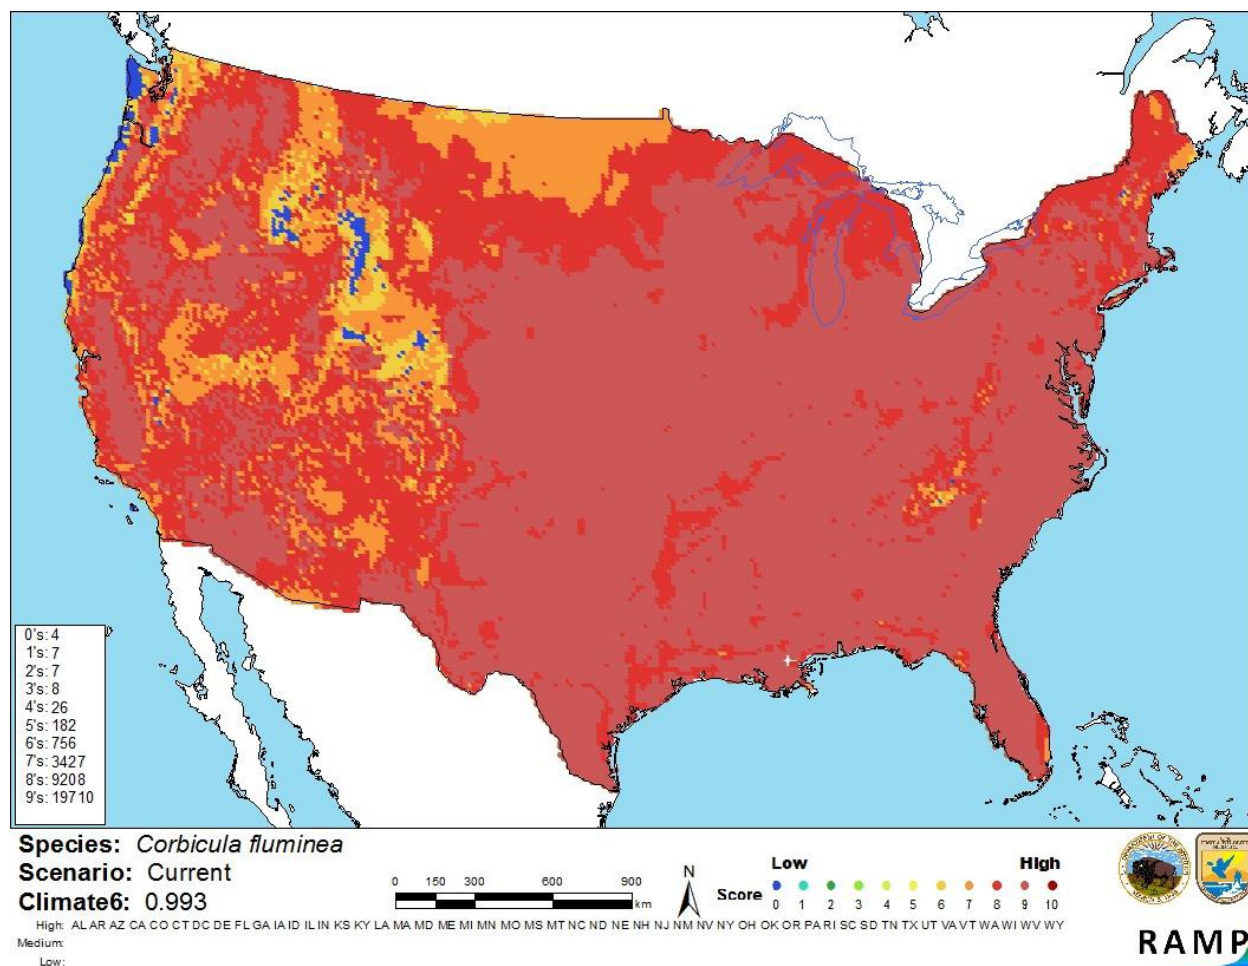 0's: 4
1's: 7
2's: 7
3's: 8
4's: 26
5's: 182
6's: 756
7's: 3427
8's: 9208
9's: 19710
Species: Corbicula fluminea
Scenario: Current
Climate6: 0.993
0 150 300 600 900
km
N
Low High
Score
0 1 2 3 4 5 6 7 8 9 10
High: AL AR AZ CA CO CT DC DE FL GA IA ID IL IN KS KY LA MA MD ME MI MN MO MS MT NC ND NE NH NJ NM NV NY OH OK OR PA RI SC SD TN TX UT VA VT WA WI WV WY
Medium:
Low:
RAMP